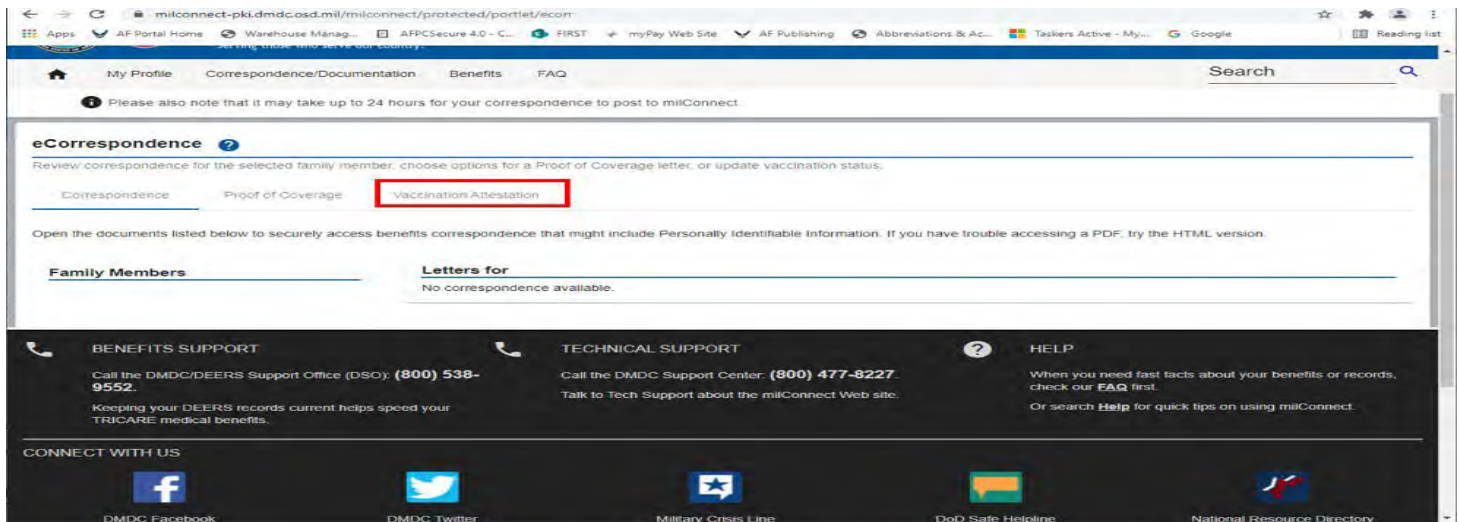 milconnect-pki.dmdc.osd.mil/milconnect/protected/portlet/ecorr
Apps AF Portal Home Warehouse Manag... AFPCSecure 4.0 - C... FIRST myPay Web Site AF Publishing Abbreviations & Ac... Taskers Active - My... Google Reading list
Serving those who serve our country.
My Profile Correspondence/Documentation Benefits FAQ Search
Please also note that it may take up to 24 hours for your correspondence to post to milConnect.
eCorrespondence
Review correspondence for the selected family member, choose options for a Proof of Coverage letter, or update vaccination status.
Correspondence Proof of Coverage Vaccination Attestation
Open the documents listed below to securely access benefits correspondence that might include Personally Identifiable Information. If you have trouble accessing a PDF, try the HTML version.
Family Members Letters for
No correspondence available.
BENEFITS SUPPORT TECHNICAL SUPPORT HELP
Call the DMDC/DEERS Support Office (DSO): (800) 538-
9552.
Keeping your DEERS records current helps speed your
TRICARE medical benefits.
Call the DMDC Support Center: (800) 477-8227.
Talk to Tech Support about the milConnect Web site.
When you need fast facts about your benefits or records,
check our FAQ first.
Or search Help for quick tips on using milConnect.
CONNECT WITH US
DMDC Facebook DMDC Twitter Military Crisis Line DoD Safe Helpline National Resource Directory